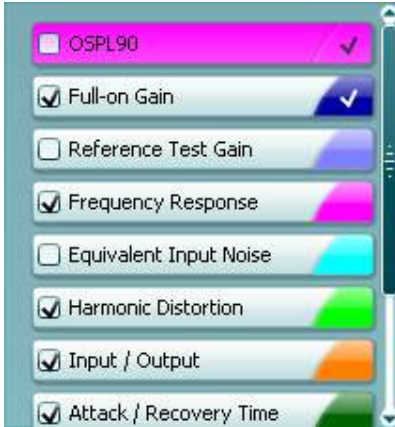 OSPL90
Full-on Gain
Reference Test Gain
Frequency Response
Equivalent Input Noise
Harmonic Distortion
Input / Output
Attack / Recovery Time